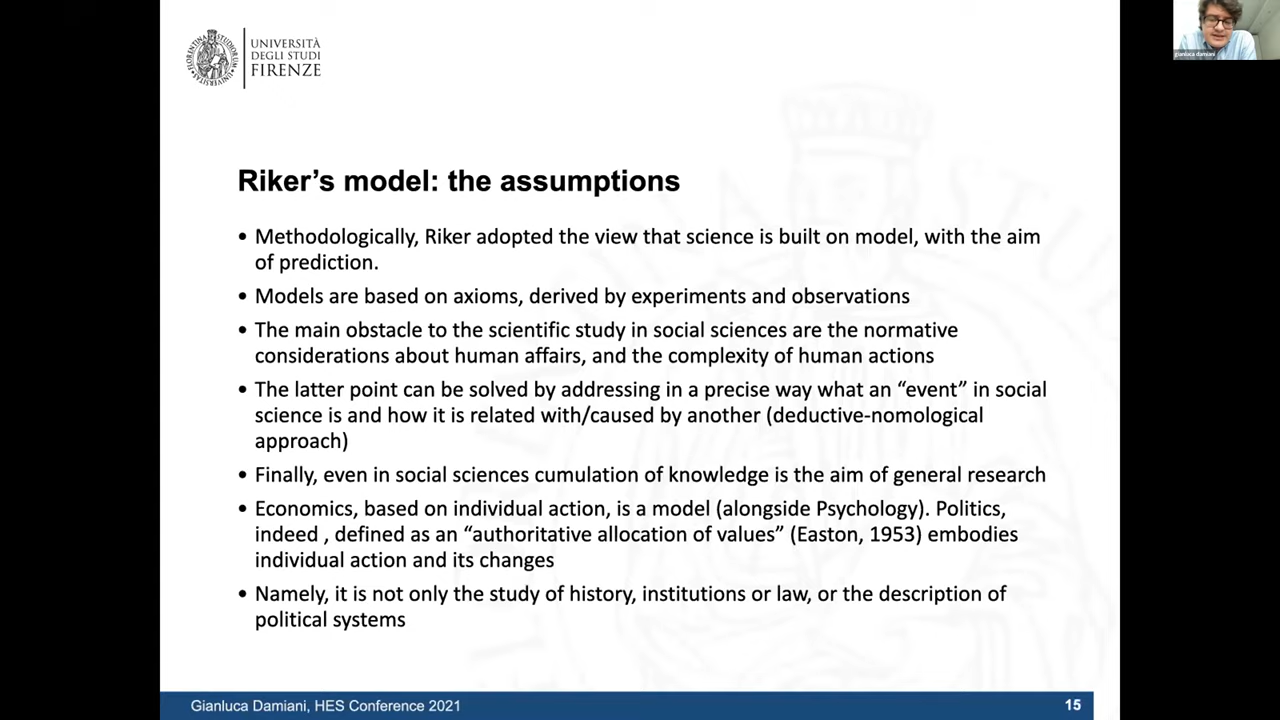 UNIVERSITÀ
DEGLI STUDI
FIRENZE
gianluca damiani
Riker's model: the assumptions
• Methodologically, Riker adopted the view that science is built on model, with the aim
of prediction.
• Models are based on axioms, derived by experiments and observations
• The main obstacle to the scientific study in social sciences are the normative
considerations about human affairs, and the complexity of human actions
• The latter point can be solved by addressing in a precise way what an “event” in social
science is and how it is related with/caused by another (deductive-nomological
approach)
• Finally, even in social sciences cumulation of knowledge is the aim of general research
• Economics, based on individual action, is a model (alongside Psychology). Politics,
indeed , defined as an “authoritative allocation of values” (Easton, 1953) embodies
individual action and its changes
• Namely, it is not only the study of history, institutions or law, or the description of
political systems
Gianluca Damiani, HES Conference 2021
15